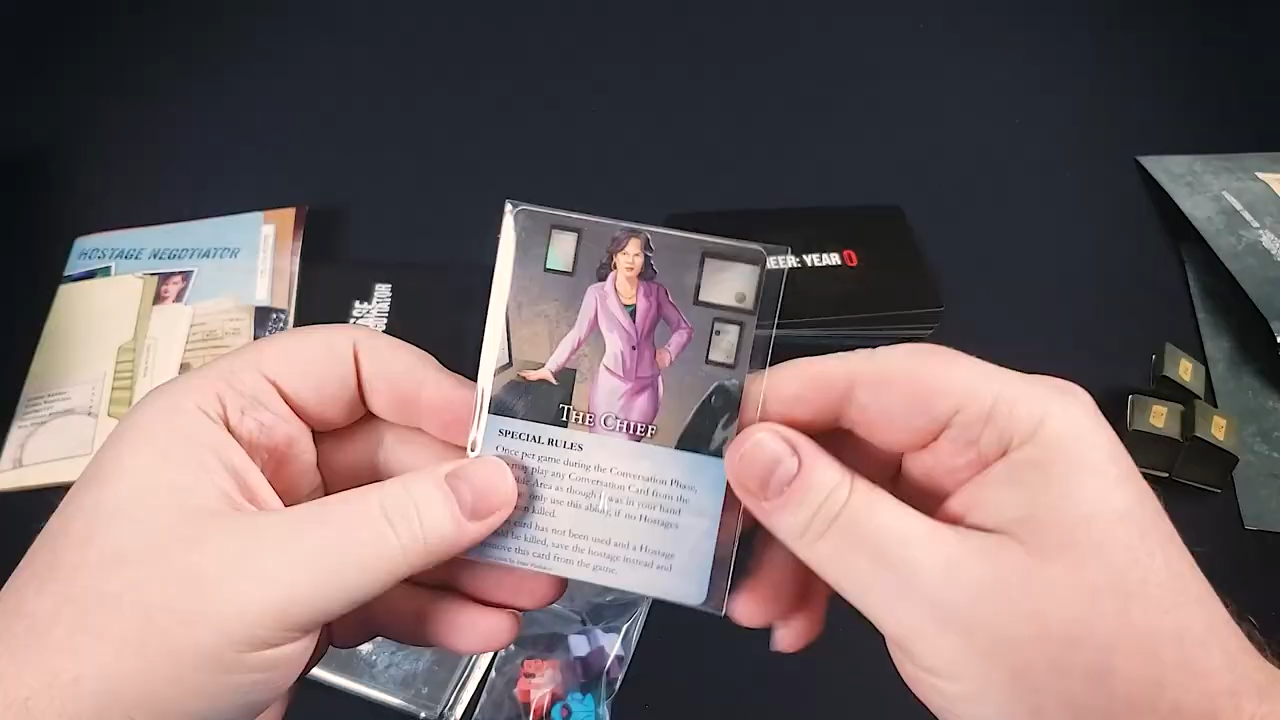 HOSTAGE NEGOTIATOR
EER: YEAR 0
THE CHIEF
SPECIAL RULES
Once per game during the Conversation Phase,
may play any Conversation Card from the
Area as though it was in your hand
only use this ability if no Hostages
killed.
card has not been used and a Hostage
be killed, save the hostage instead and
remove this card from the game.